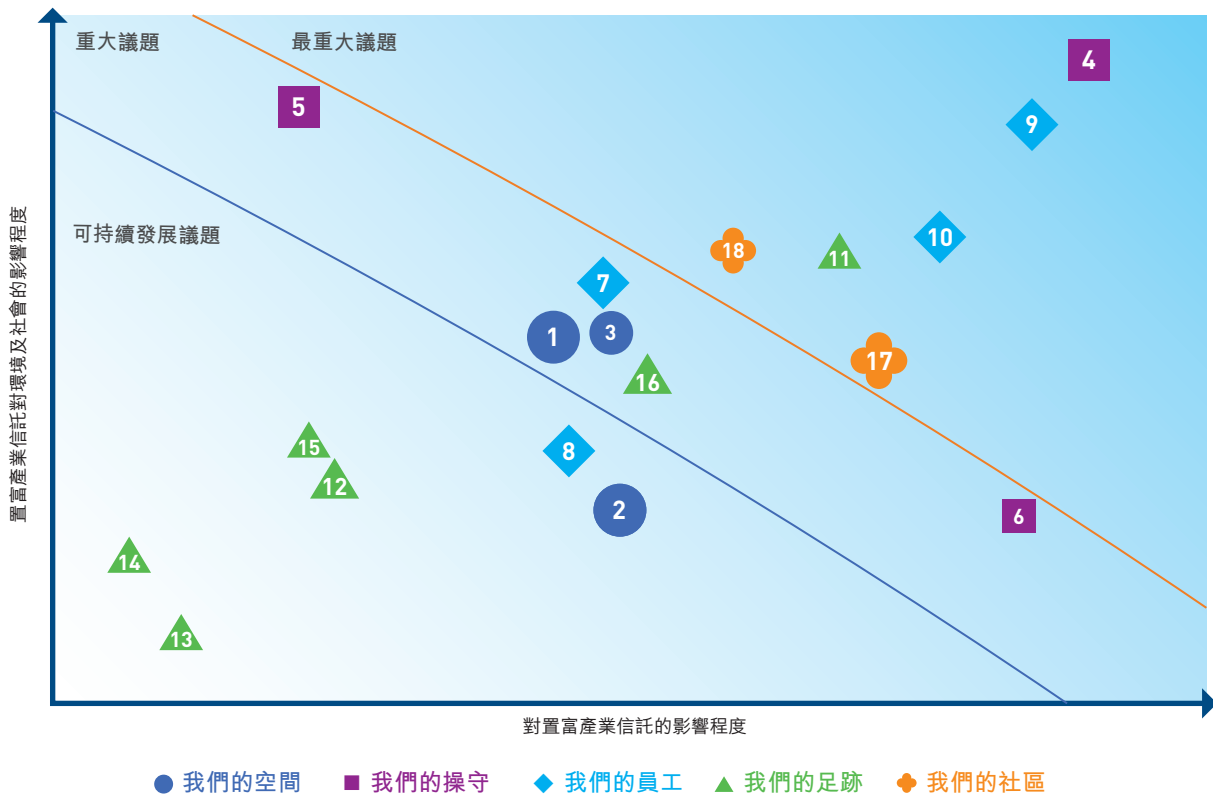 重大議題
最重大議題
4
5
9
可持續發展議題
10
18
11
7
1
3
17
16
15
8
12
2
6
14
13
置富產業信託對環境及社會的影響程度
對置富產業信託的影響程度
我們的空間
我們的操守
我們的員工
我們的足跡
我們的社區